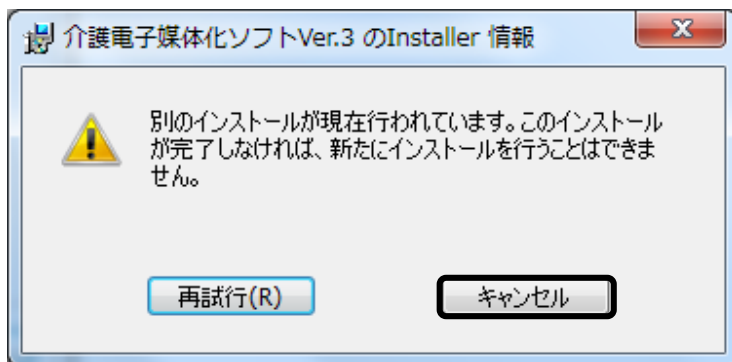 介護電子媒体化ソフトVer.3 のInstaller 情報
別のインストールが現在行われています。このインストール
が完了しなければ、新たにインストールを行うことはできま
せん。
再試行(R)
キャンセル